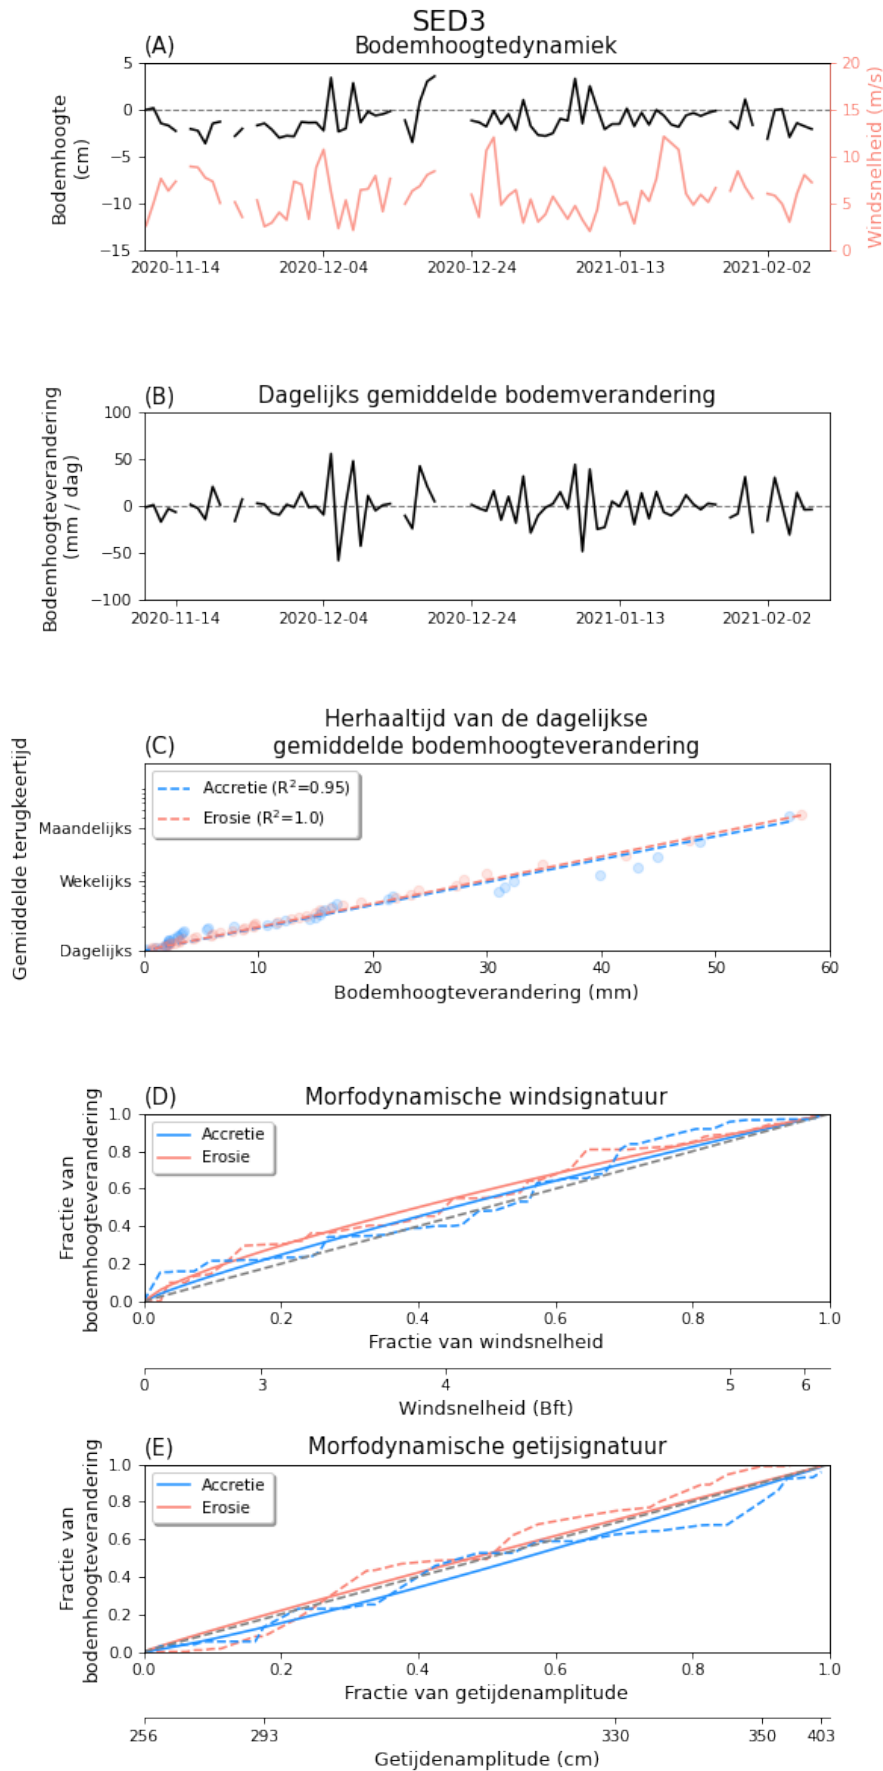 SED3
(A) Bodemhoogtedynamiek
Bodemhoogte
(cm)
5
0
−5
−10
−15
20
15
10
5
0
Windsnelheid (m/s)
2020-11-14 2020-12-04 2020-12-24 2021-01-13 2021-02-02
(B) Dagelijks gemiddelde bodemverandering
Bodemhoogteverandering
(mm / dag)
100
50
0
−50
−100
2020-11-14 2020-12-04 2020-12-24 2021-01-13 2021-02-02
Herhaaltijd van de dagelijkse
(C) gemiddelde bodemhoogteverandering
Gemiddelde terugkeertijd
Accretie (R²=0.95)
Erosie (R²=1.0)
Maandelijks
Wekelijks
Dagelijks
0 10 20 30 40 50 60
Bodemhoogteverandering (mm)
(D) Morfodynamische windsignatuur
Fractie van
bodemhoogteverandering
1.0
0.8
0.6
0.4
0.2
0.0
Accretie
Erosie
0.0 0.2 0.4 0.6 0.8 1.0
Fractie van windsnelheid
0 3 4 5 6
Windsnelheid (Bft)
(E) Morfodynamische getijsignatuur
Fractie van
bodemhoogteverandering
1.0
0.8
0.6
0.4
0.2
0.0
Accretie
Erosie
0.0 0.2 0.4 0.6 0.8 1.0
Fractie van getijdenamplitude
256 293 330 350 403
Getijdenamplitude (cm)